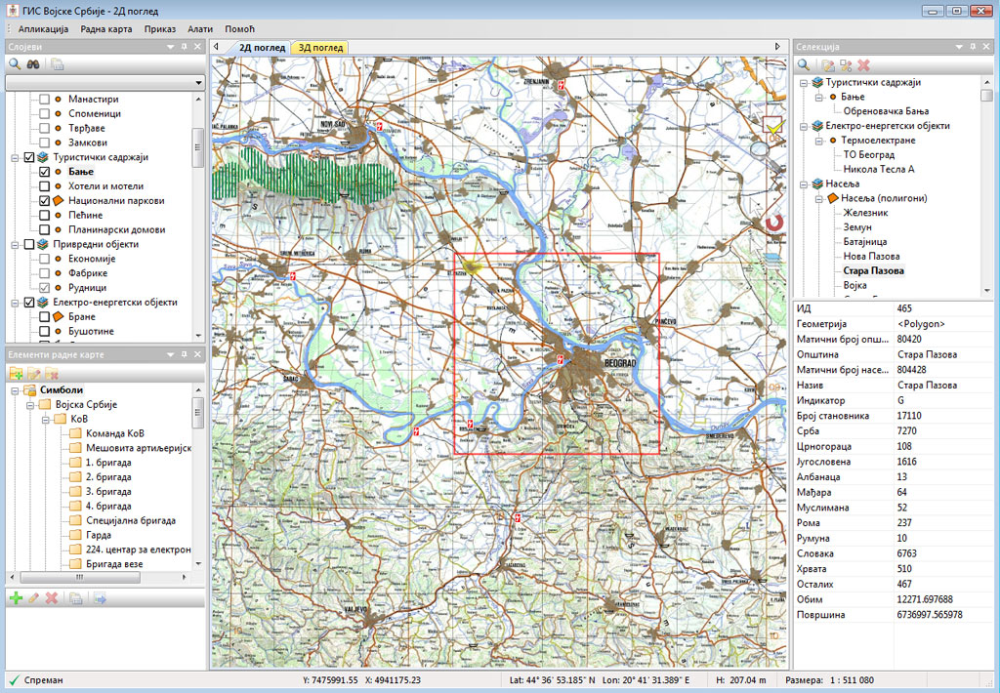 ГИС Војске Србије - 2Д поглед
Апликација Радна карта Приказ Алати Помоћ
Слојеви
Манастири
Споменици
Тврђаве
Замкови
Туристички садржаји
Бање
Хотели и мотели
Национални паркови
Пећине
Планинарски домови
Привредни објекти
Економије
Фабрике
Рудници
Електро-енергетски објекти
Бране
Бушотине
Елементи радне карте
Симболи
Војска Србије
КоВ
Команда КоВ
Мешовита артиљеријск
1. бригада
2. бригада
3. бригада
4. бригада
Специјална бригада
Гарда
224. центар за електрон
Бригада везе
2Д поглед 3Д поглед
NOVI SAD
ZRENJANIN
RUMA
ŠABAC
PANČEVO
BEOGRAD
SMEDEREVO
VALJEVO
Селекција
Туристички садржаји
Бање
Обреновачка Бања
Електро-енергетски објекти
Термоелектране
ТО Београд
Никола Тесла А
Насеља
Насеља (полигони)
Железник
Земун
Батајница
Нова Пазова
Стара Пазова
Војка
ИД 465
Геометрија <Polygon>
Матични број општ... 80420
Општина Стара Пазова
Матични број насе... 804428
Назив Стара Пазова
Индикатор G
Број становника 17110
Срба 7270
Црногораца 108
Југословена 1616
Албанаца 13
Мађара 64
Муслимана 52
Рома 237
Румуна 10
Словака 6763
Хрвата 510
Осталих 467
Обим 12271.697688
Површина 6736997.565978
Спреман Y: 7475991.55 X: 4941175.23 Lat: 44° 36' 53.185" N Lon: 20° 41' 31.389" E H: 207.04 m Размера: 1 : 511 080